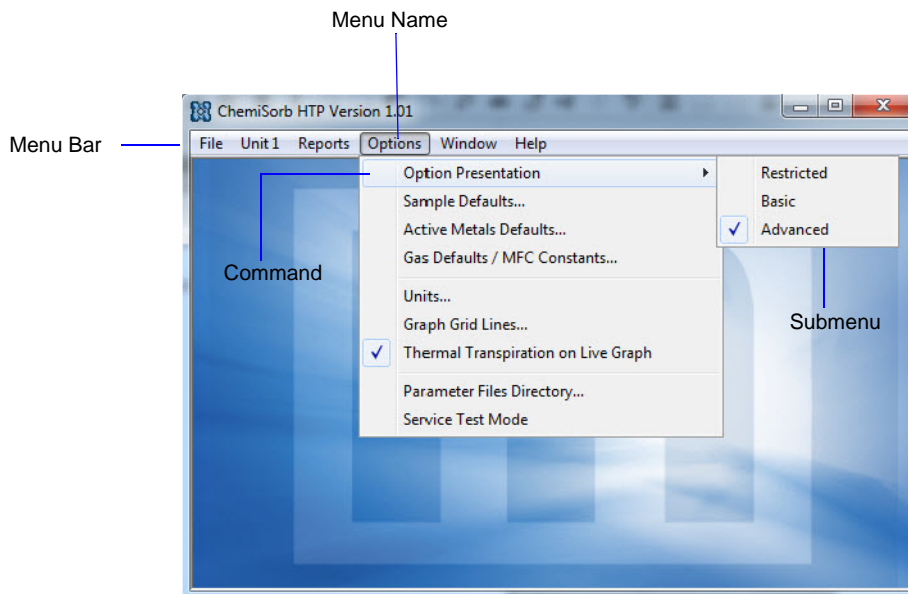 Menu Name
ChemiSorb HTP Version 1.01
Menu Bar
File Unit 1 Reports Options Window Help
Option Presentation
Restricted
Sample Defaults...
Basic
Active Metals Defaults...
Advanced
Gas Defaults / MFC Constants...
Command
Units...
Graph Grid Lines...
Submenu
Thermal Transpiration on Live Graph
Parameter Files Directory...
Service Test Mode